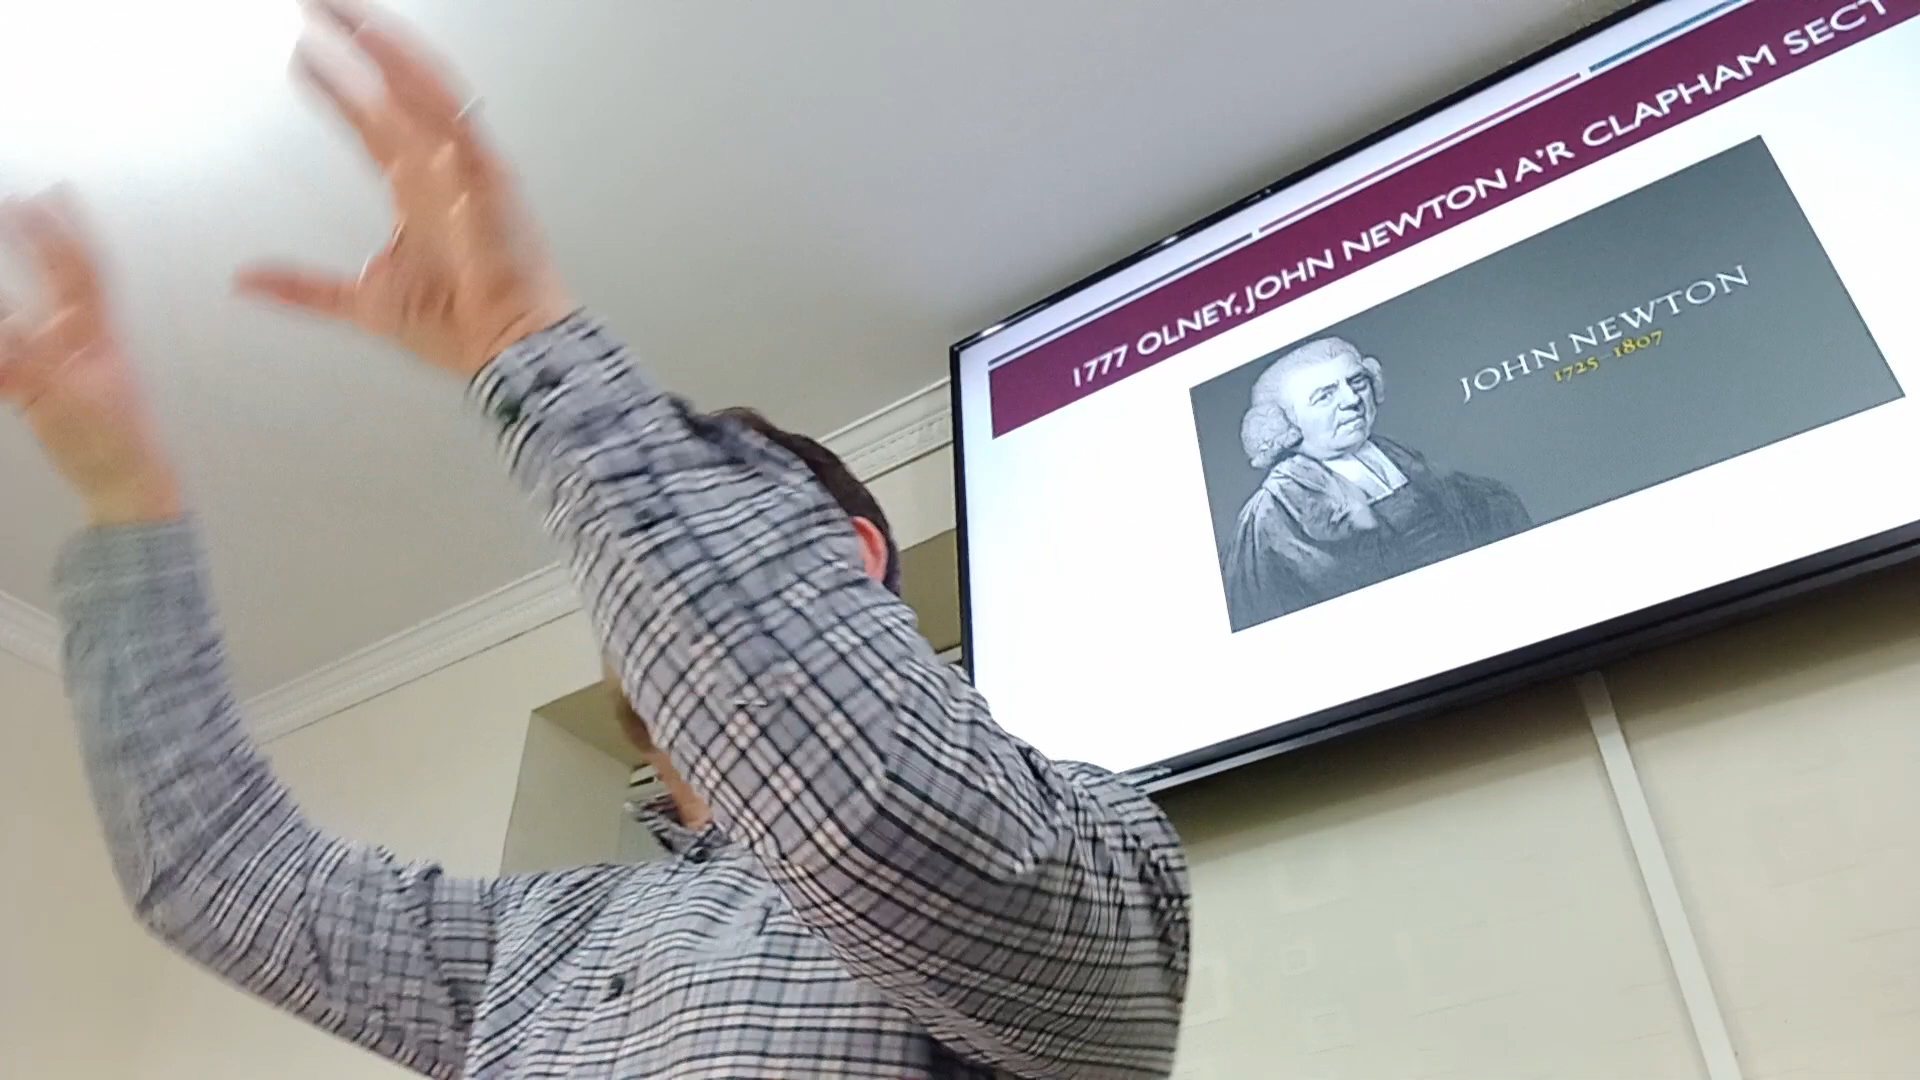 1777 OLNEY, JOHN NEWTON A'R CLAPHAM SECT
JOHN NEWTON
1725–1807